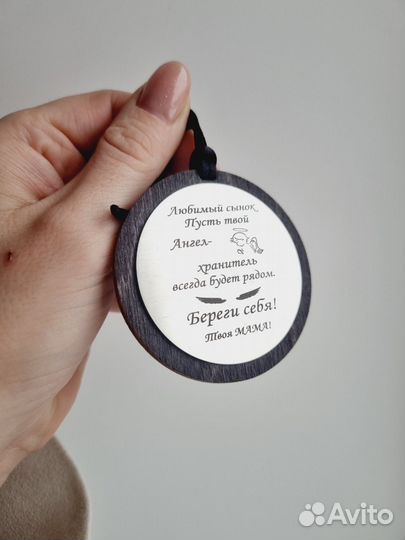 Любимый сынок
Пусть твой
Ангел-
хранитель
всегда будет рядом.
Береги себя!
Твоя МАМА!
Avito